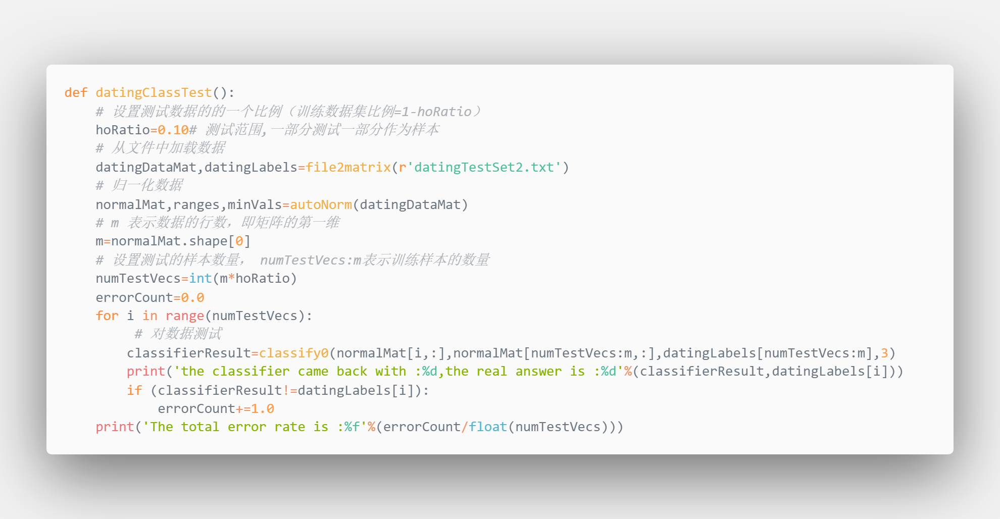 def datingClassTest():
    # 设置测试数据的的一个比例（训练数据集比例=1-hoRatio）
    hoRatio=0.10# 测试范围,一部分测试一部分作为样本
    # 从文件中加载数据
    datingDataMat,datingLabels=file2matrix(r'datingTestSet2.txt')
    # 归一化数据
    normalMat,ranges,minVals=autoNorm(datingDataMat)
    # m 表示数据的行数，即矩阵的第一维
    m=normalMat.shape[0]
    # 设置测试的样本数量， numTestVecs:m表示训练样本的数量
    numTestVecs=int(m*hoRatio)
    errorCount=0.0
    for i in range(numTestVecs):
         # 对数据测试
        classifierResult=classify0(normalMat[i,:],normalMat[numTestVecs:m,:],datingLabels[numTestVecs:m],3)
        print('the classifier came back with :%d,the real answer is :%d'%(classifierResult,datingLabels[i]))
        if (classifierResult!=datingLabels[i]):
            errorCount+=1.0
    print('The total error rate is :%f'%(errorCount/float(numTestVecs)))